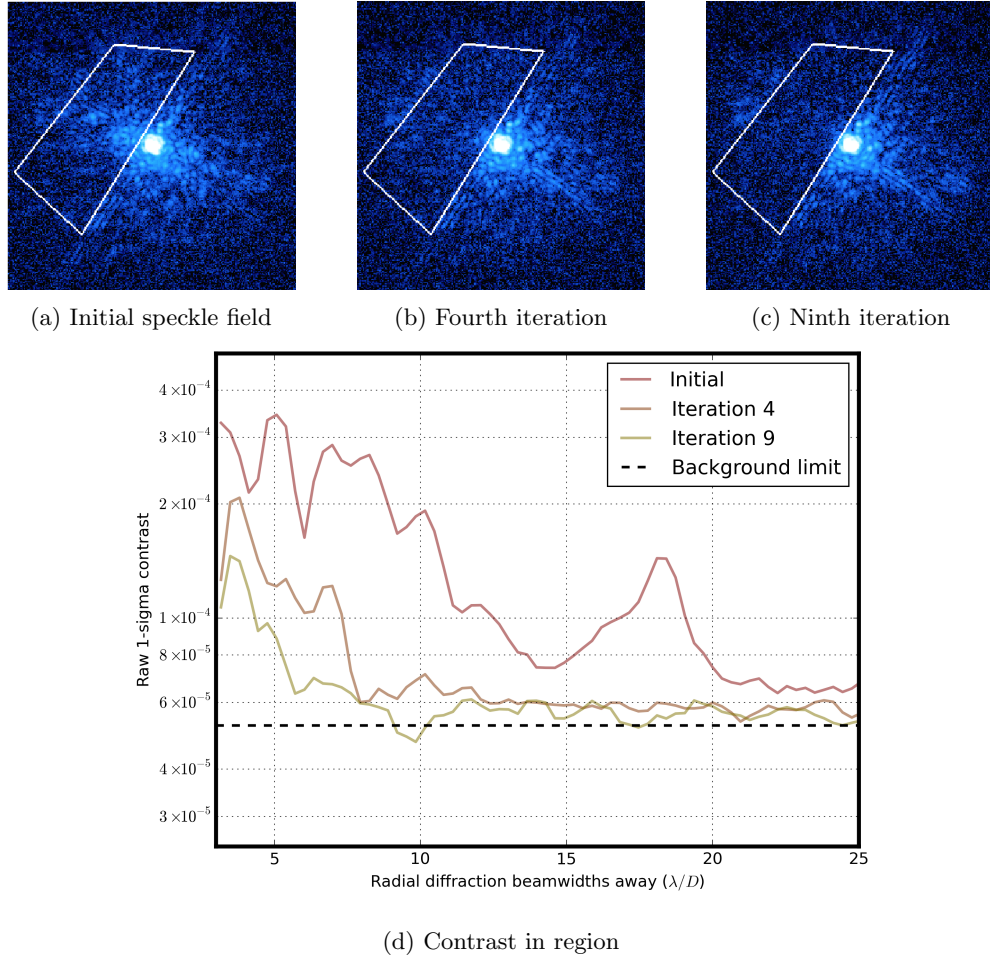 (a) Initial speckle field
(b) Fourth iteration
(c) Ninth iteration
Raw 1-sigma contrast
4×10⁻⁴
3×10⁻⁴
2×10⁻⁴
1×10⁻⁴
8×10⁻⁵
6×10⁻⁵
4×10⁻⁵
3×10⁻⁵
Initial
Iteration 4
Iteration 9
Background limit
5 10 15 20 25
Radial diffraction beamwidths away (λ/D)
(d) Contrast in region